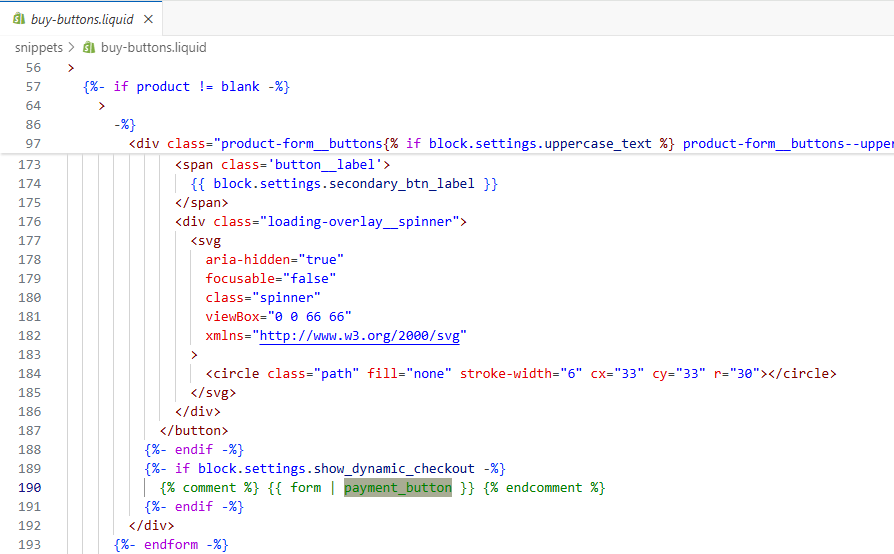 buy-buttons.liquid ×
snippets > buy-buttons.liquid
56 >
57 {%- if product != blank -%}
64 >
86 -%}
97 <div class="product-form__buttons{% if block.settings.uppercase_text %} product-form__buttons--upper
173 <span class='button__label'>
174 {{ block.settings.secondary_btn_label }}
175 </span>
176 <div class="loading-overlay__spinner">
177 <svg
178 aria-hidden="true"
179 focusable="false"
180 class="spinner"
181 viewBox="0 0 66 66"
182 xmlns="http://www.w3.org/2000/svg"
183 >
184 <circle class="path" fill="none" stroke-width="6" cx="33" cy="33" r="30"></circle>
185 </svg>
186 </div>
187 </button>
188 {%- endif -%}
189 {%- if block.settings.show_dynamic_checkout -%}
190 {% comment %} {{ form | payment_button }} {% endcomment %}
191 {%- endif -%}
192 </div>
193 {%- endform -%}